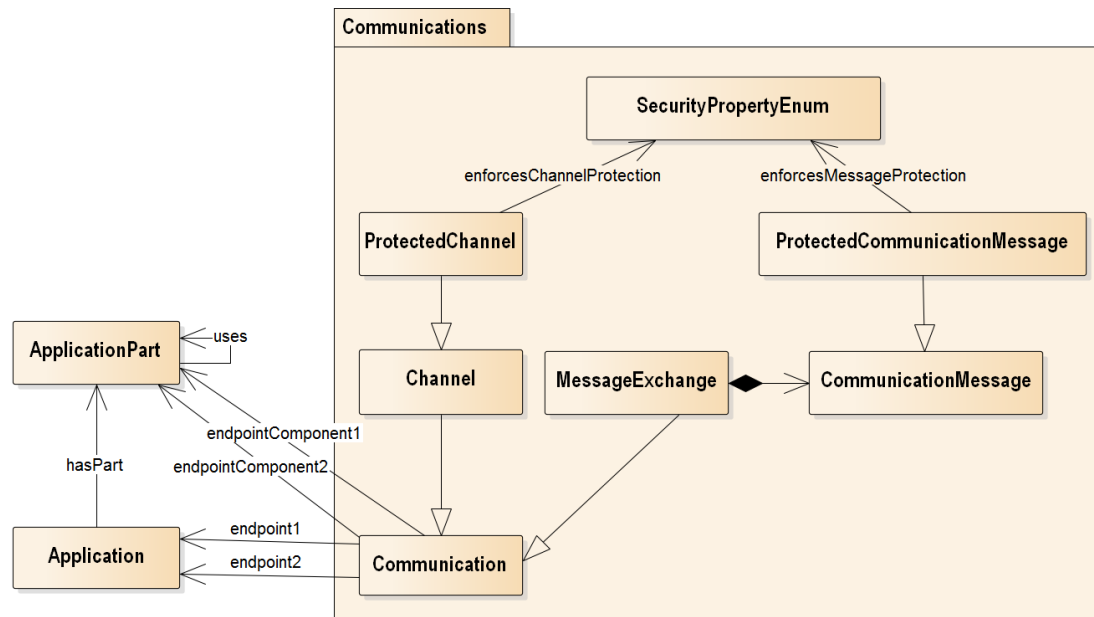 Communications
SecurityPropertyEnum
enforcesChannelProtection
enforcesMessageProtection
ProtectedChannel
ProtectedCommunicationMessage
uses
ApplicationPart
Channel
MessageExchange
CommunicationMessage
endpointComponent1
hasPart
endpointComponent2
endpoint1
Application
endpoint2
Communication